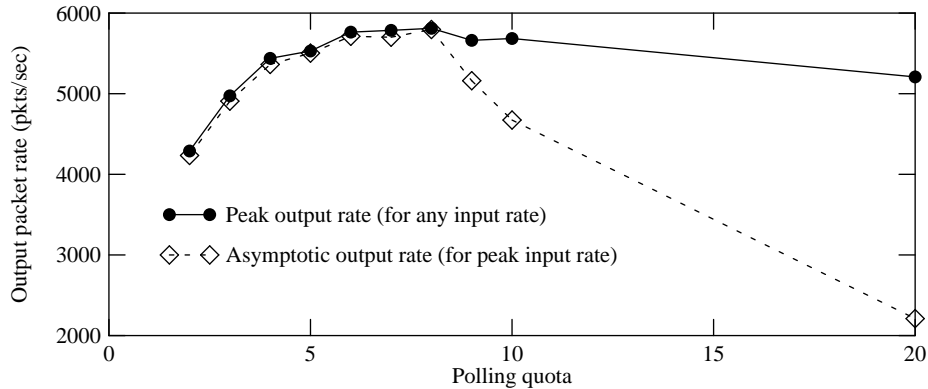 6000
5000
4000
3000
2000
Output packet rate (pkts/sec)
Peak output rate (for any input rate)
Asymptotic output rate (for peak input rate)
0
5
10
15
20
Polling quota